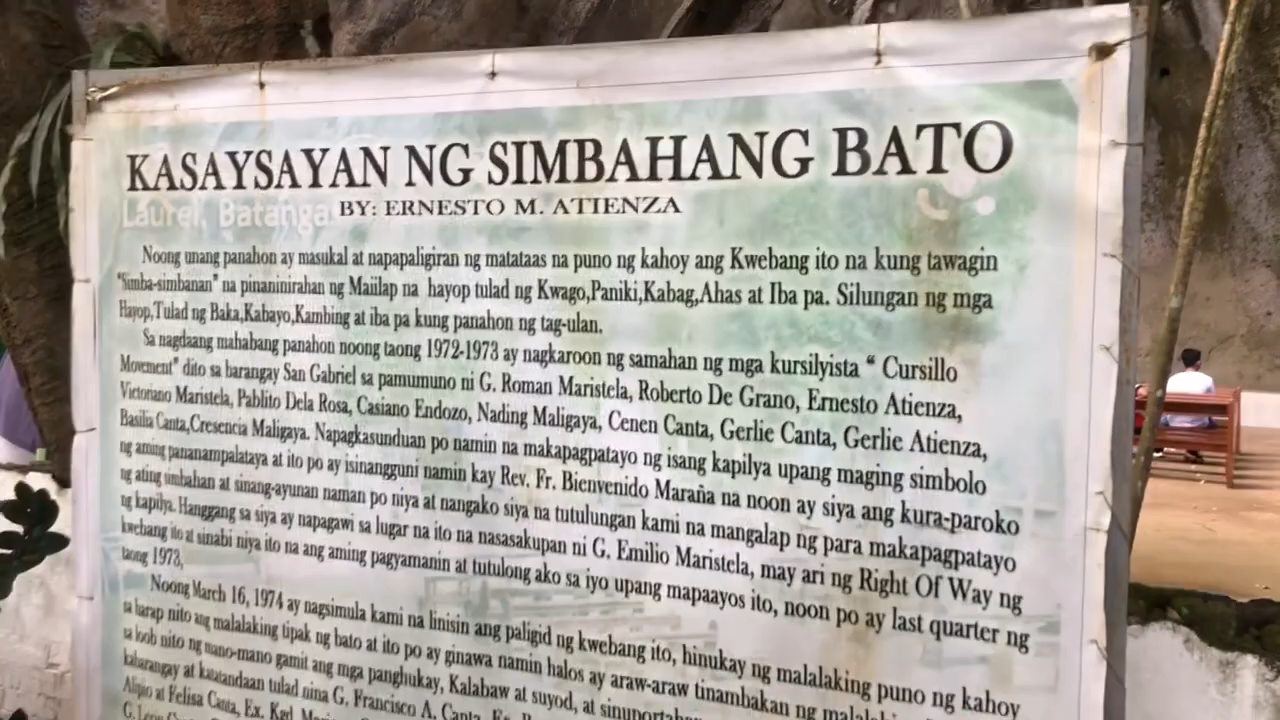 KASAYSAYAN NG SIMBAHANG BATO
Laurel, Batanga
BY: ERNESTO M. ATIENZA
Noong unang panahon ay masukal at napapaligiran ng matataas na puno ng kahoy ang Kwebang ito na kung tawagin
"Simba-simbanan" na pinaninirahan ng Maiilap na hayop tulad ng Kwago,Paniki,Kabag,Ahas at Iba pa. Silungan ng mga
Hayop,Tulad ng Baka,Kabayo,Kambing at iba pa kung panahon ng tag-ulan.
Sa nagdaang mahabang panahon noong taong 1972-1973 ay nagkaroon ng samahan ng mga kursilyista " Cursillo
Movement" dito sa barangay San Gabriel sa pamumuno ni G. Roman Maristela, Roberto De Grano, Ernesto Atienza,
Victoriano Maristela, Pablito Dela Rosa, Casiano Endozo, Nading Maligaya, Cenen Canta, Gerlie Canta, Gerlie Atienza,
Basilia Canta,Cresencia Maligaya. Napagkasunduan po namin na makapagpatayo ng isang kapilya upang maging simbolo
ng aming pananampalataya at ito po ay isinangguni namin kay Rev. Fr. Bienvenido Maraña na noon ay siya ang kura-paroko
ng ating simbahan at sinang-ayunan naman po niya at nangako siya na tutulungan kami na mangalap ng para makapagpatayo
ng kapilya. Hanggang sa siya ay napagawi sa lugar na ito na nasasakupan ni G. Emilio Maristela, may ari ng Right Of Way ng
kwebang ito at sinabi niya ito na ang aming pagyamanin at tutulong ako sa iyo upang mapaayos ito, noon po ay last quarter ng
taong 1973,
Noong March 16, 1974 ay nagsimula kami na linisin ang paligid ng kwebang ito, hinukay ng malalaking puno ng kahoy
sa harap nito ang malalaking tipak ng bato at ito po ay ginawa namin halos ay araw-araw tinambakan ng
sa loob nito ng mano-mano gamit ang mga panghukay, Kalabaw at suyod, at
kabarangay at katandaan tulad nina G. Francisco A. Canta,
Alipio at Felisa Canta, Ex. Kgd.